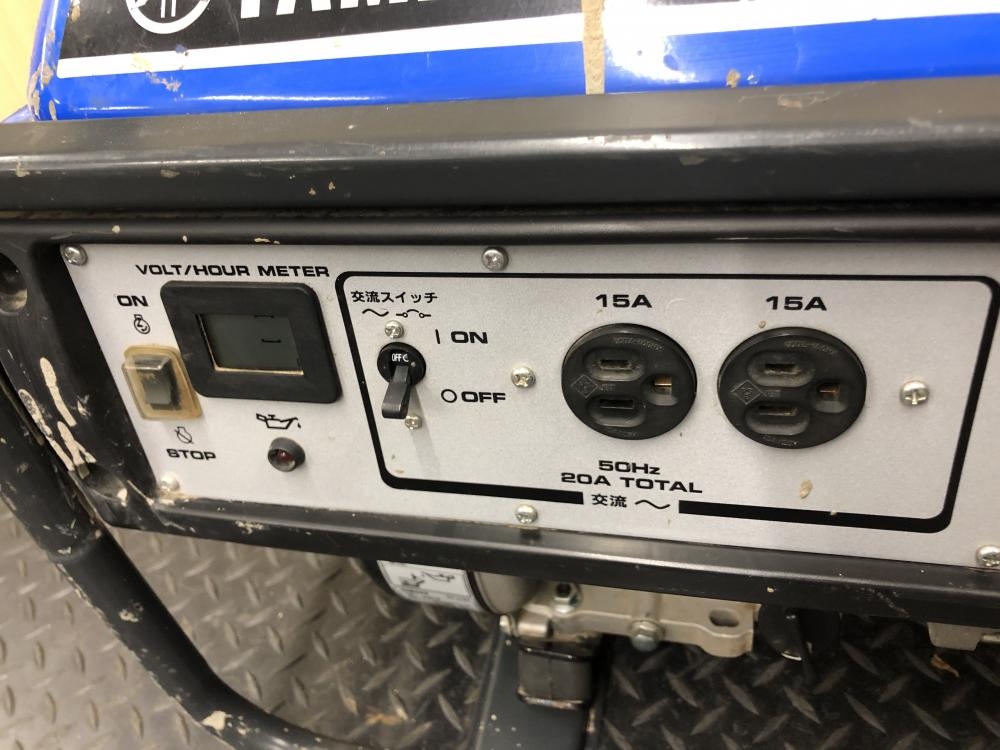 VOLT/HOUR METER
ON
STOP
交流スイッチ
| ON
OFF
○OFF
15A
15A
50Hz
20A TOTAL
交流